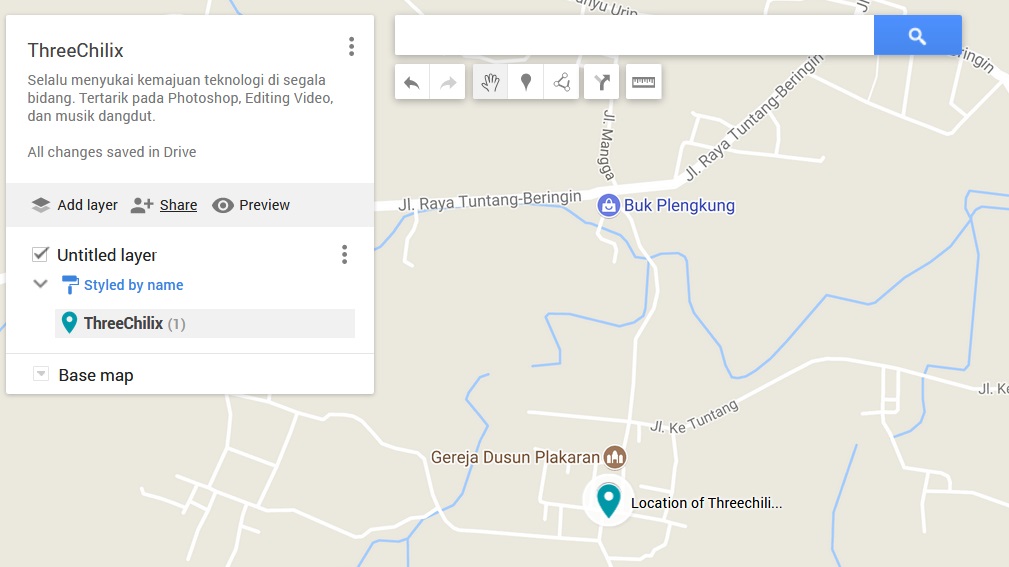 ThreeChilix
Selalu menyukai kemajuan teknologi di segala
bidang. Tertarik pada Photoshop, Editing Video,
dan musik dangdut.
All changes saved in Drive
Add layer
Share
Preview
Untitled layer
Styled by name
ThreeChilix (1)
Base map
Jl. Mangga
Jl. Raya Tuntang-Beringin
Jl. Raya Tuntang-Beringin
Buk Plengkung
Jl. Ke Tuntang
Gereja Dusun Plakaran
Location of Threechili...